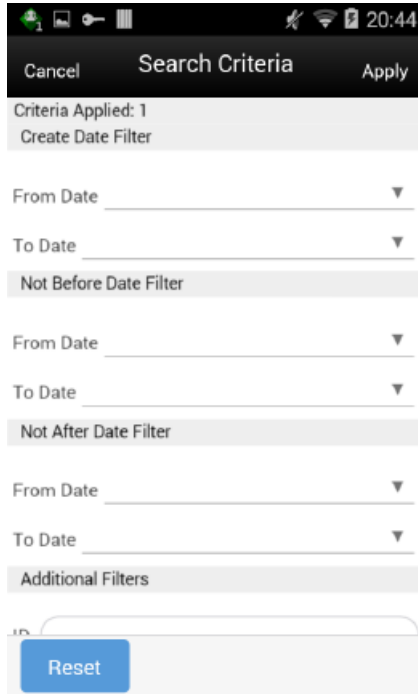 20:44
Cancel Search Criteria Apply
Criteria Applied: 1
Create Date Filter
From Date
To Date
Not Before Date Filter
From Date
To Date
Not After Date Filter
From Date
To Date
Additional Filters
ID
Reset